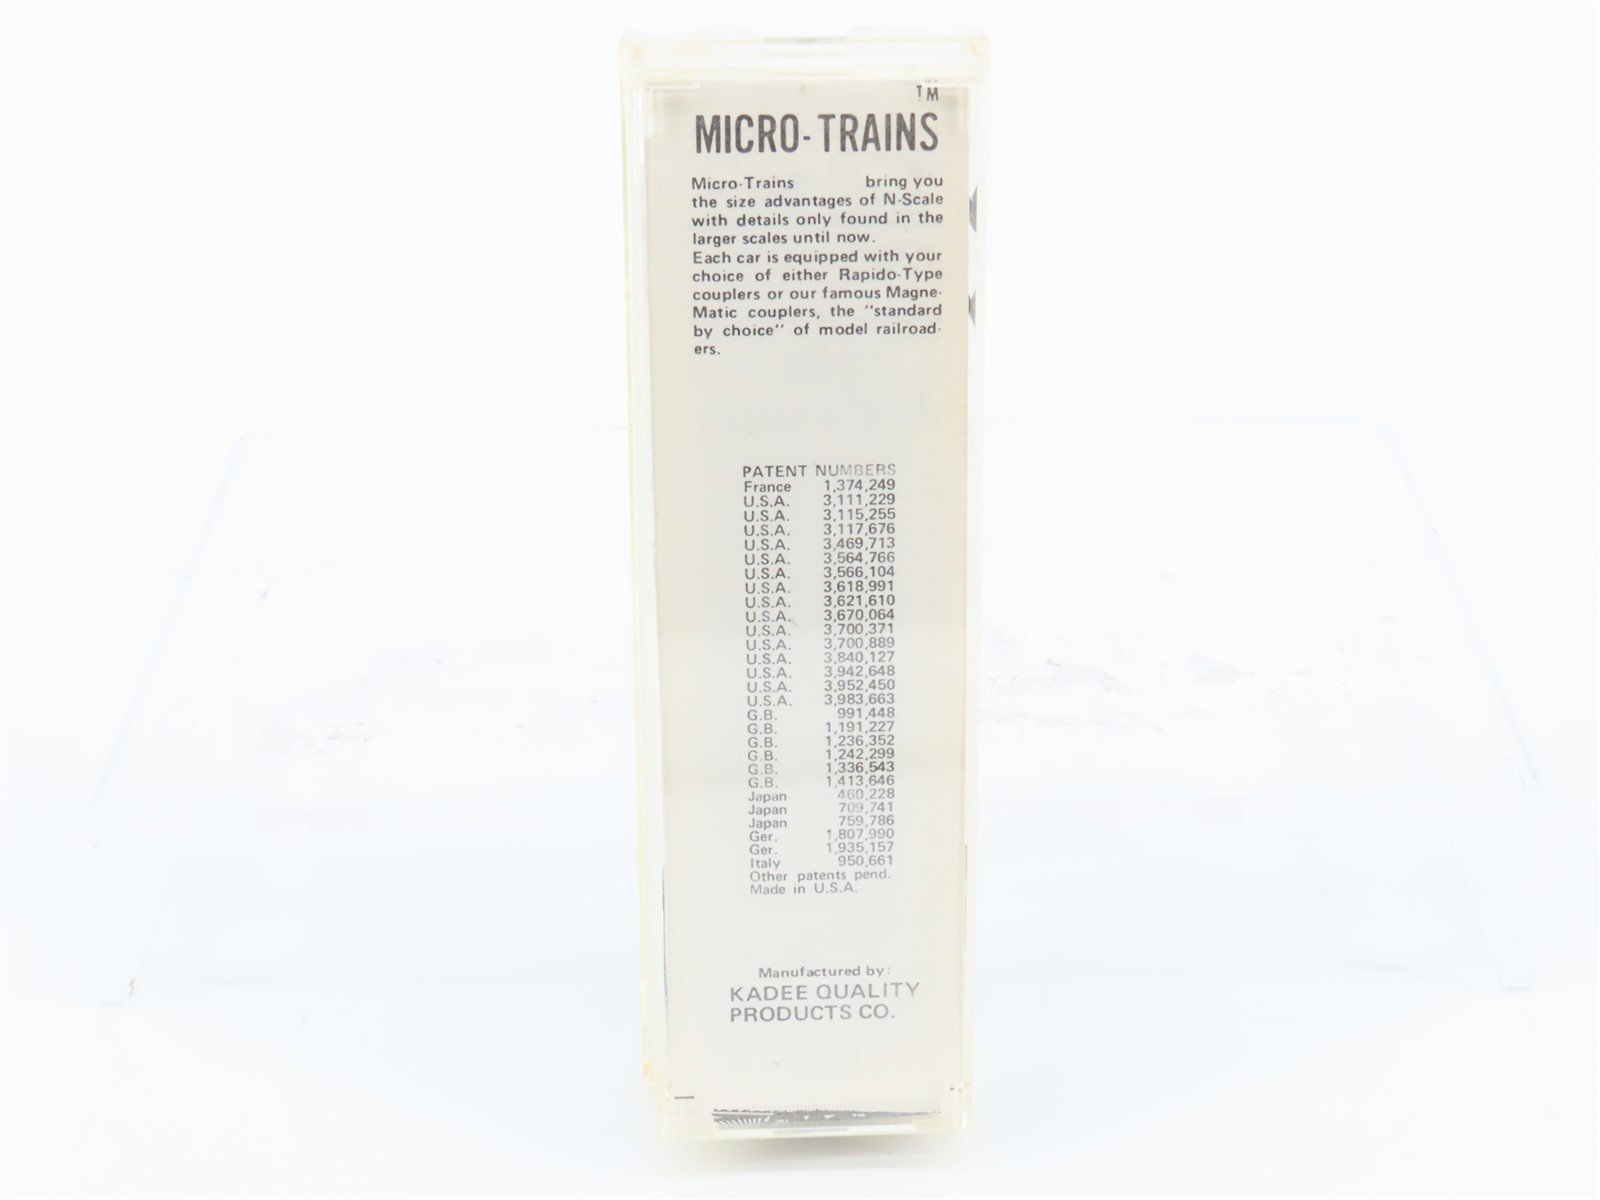 TM
MICRO-TRAINS
Micro-Trains bring you
the size advantages of N-Scale
with details only found in the
larger scales until now.
Each car is equipped with your
choice of either Rapido-Type
couplers or our famous Magne-
Matic couplers, the "standard
by choice" of model railroad-
ers.
PATENT NUMBERS
France 1,374,249
U.S.A. 3,111,229
U.S.A. 3,115,255
U.S.A. 3,117,676
U.S.A. 3,469,713
U.S.A. 3,564,766
U.S.A. 3,566,104
U.S.A. 3,618,991
U.S.A. 3,621,610
U.S.A. 3,670,064
U.S.A. 3,700,371
U.S.A. 3,700,889
U.S.A. 3,840,127
U.S.A. 3,942,648
U.S.A. 3,952,450
U.S.A. 3,983,663
G.B. 991,448
G.B. 1,191,227
G.B. 1,236,352
G.B. 1,242,299
G.B. 1,336,543
G.B. 1,413,646
Japan 460,228
Japan 709,741
Japan 759,786
Ger. 1,807,990
Ger. 1,935,157
Italy 950,661
Other patents pend.
Made in U.S.A.
Manufactured by:
KADEE QUALITY
PRODUCTS CO.